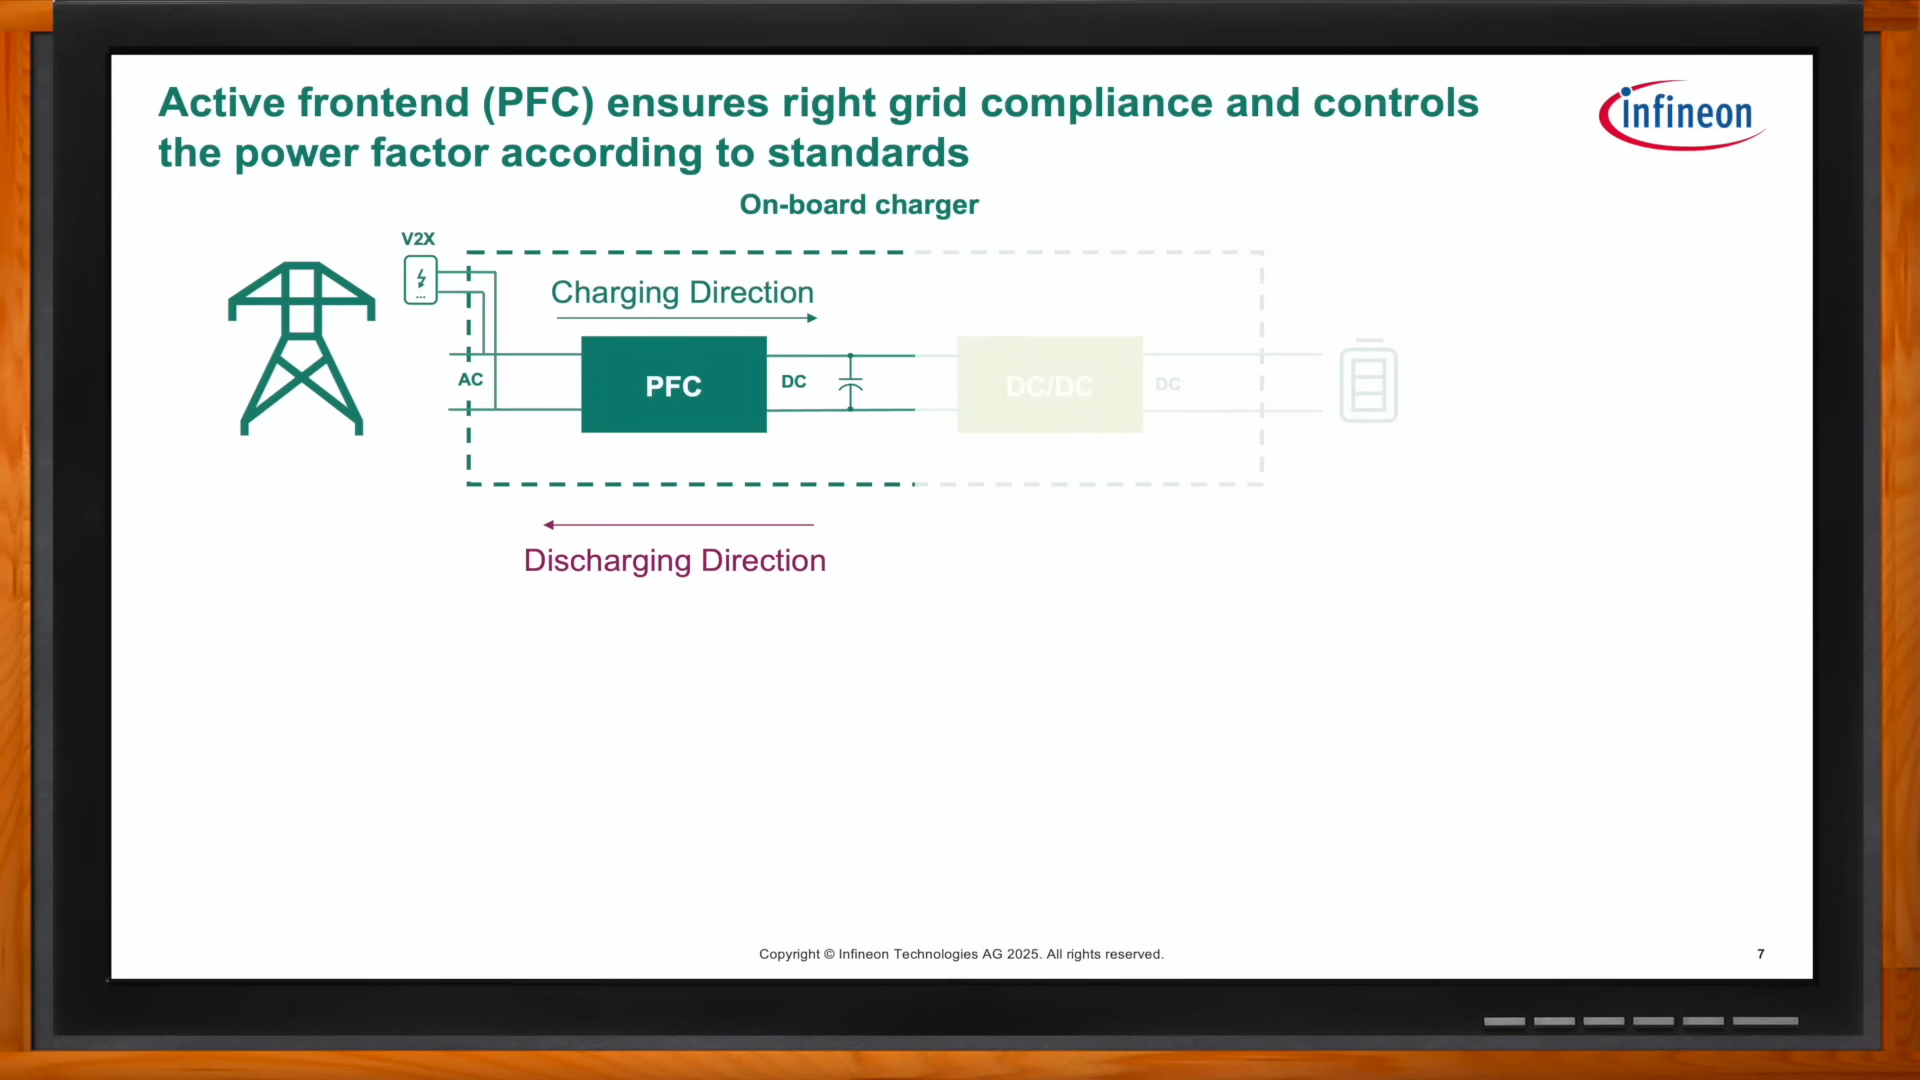 Active frontend (PFC) ensures right grid compliance and controls
the power factor according to standards
infineon
On-board charger
V2X
Charging Direction
AC
PFC
DC
DC/DC
DC
Discharging Direction
Copyright © Infineon Technologies AG 2025. All rights reserved.
7